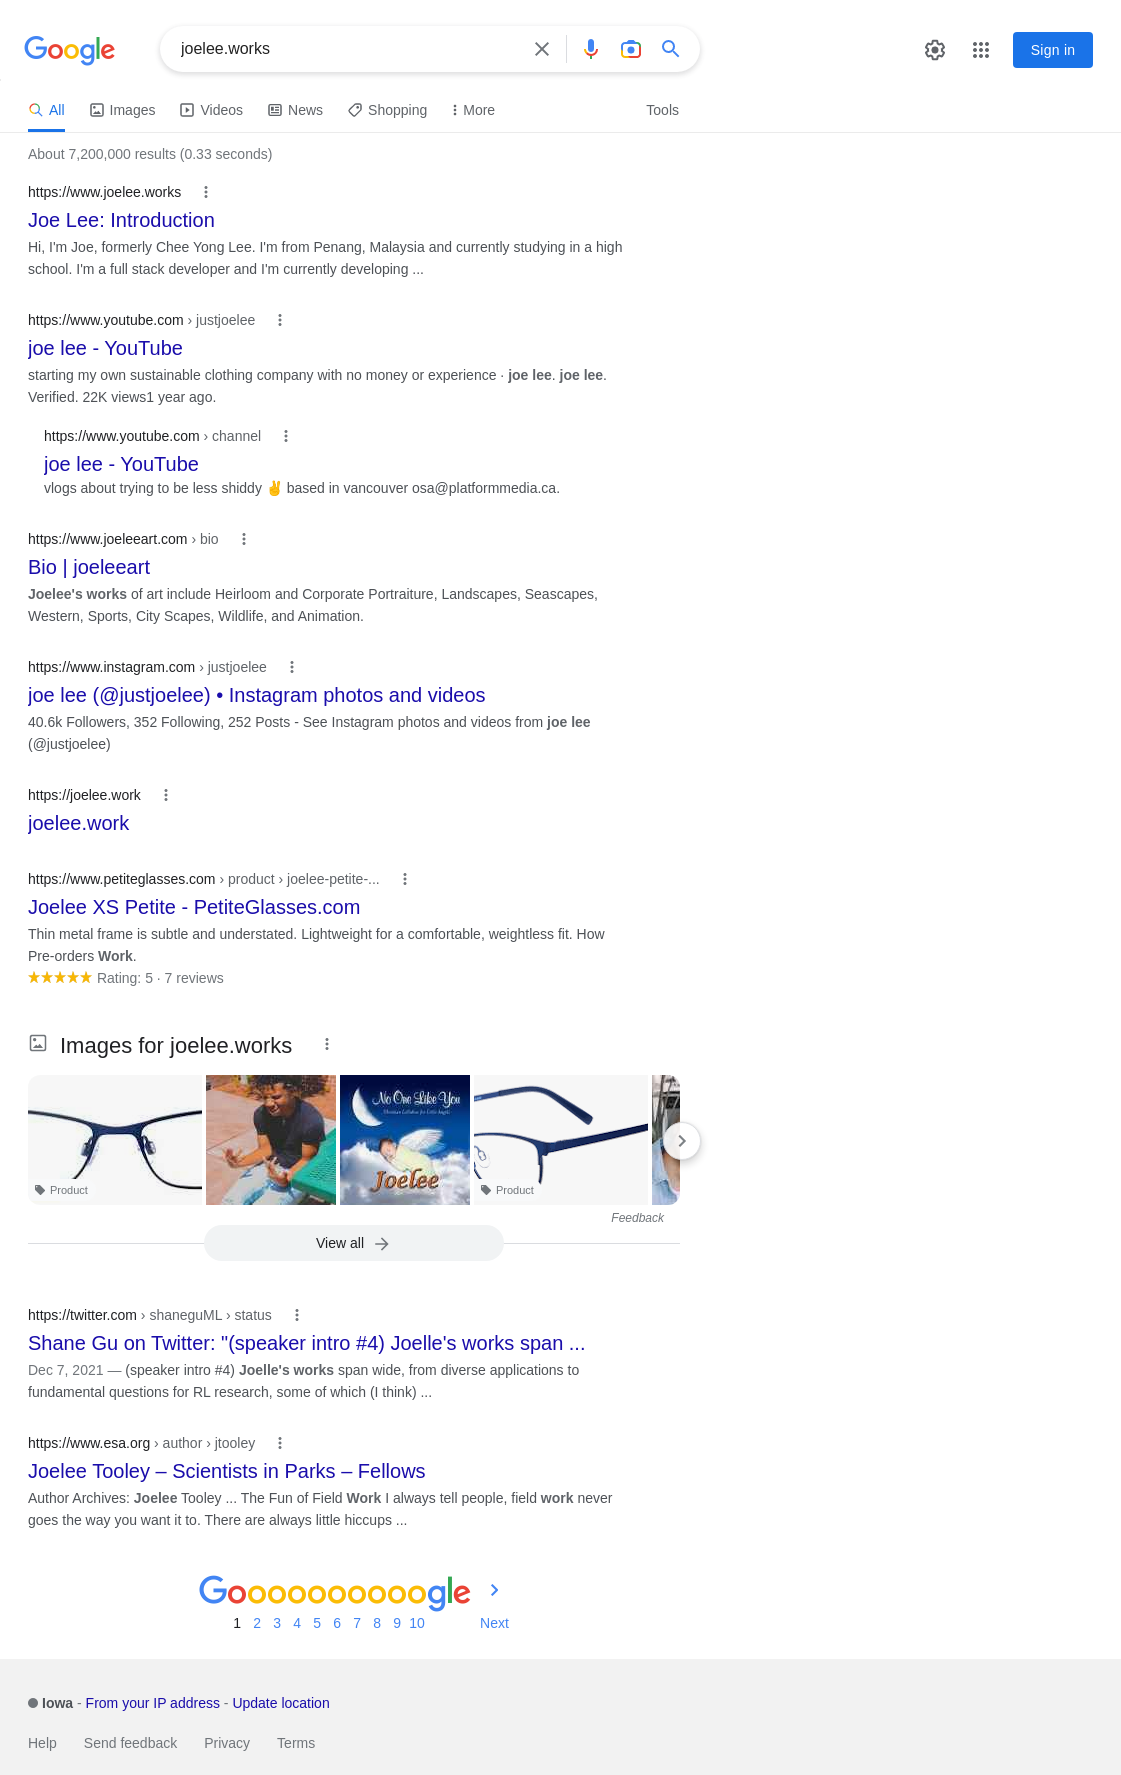 Google
joelee.works
Sign in
All
Images
Videos
News
Shopping
More
Tools
About 7,200,000 results (0.33 seconds)
https://www.joelee.works
Joe Lee: Introduction
Hi, I'm Joe, formerly Chee Yong Lee. I'm from Penang, Malaysia and currently studying in a high
school. I'm a full stack developer and I'm currently developing ...
https://www.youtube.com › justjoelee
joe lee - YouTube
starting my own sustainable clothing company with no money or experience · joe lee. joe lee.
Verified. 22K views1 year ago.
https://www.youtube.com › channel
joe lee - YouTube
vlogs about trying to be less shiddy ✌ based in vancouver osa@platformmedia.ca.
https://www.joeleeart.com › bio
Bio | joeleeart
Joelee's works of art include Heirloom and Corporate Portraiture, Landscapes, Seascapes,
Western, Sports, City Scapes, Wildlife, and Animation.
https://www.instagram.com › justjoelee
joe lee (@justjoelee) • Instagram photos and videos
40.6k Followers, 352 Following, 252 Posts - See Instagram photos and videos from joe lee
(@justjoelee)
https://joelee.work
joelee.work
https://www.petiteglasses.com › product › joelee-petite-...
Joelee XS Petite - PetiteGlasses.com
Thin metal frame is subtle and understated. Lightweight for a comfortable, weightless fit. How
Pre-orders Work.
Rating: 5 · 7 reviews
Images for joelee.works
No One Like You
Christian Lullabies for Little Angels
Joelee
Product
Product
Feedback
View all
https://twitter.com › shaneguML › status
Shane Gu on Twitter: "(speaker intro #4) Joelle's works span ...
Dec 7, 2021 — (speaker intro #4) Joelle's works span wide, from diverse applications to
fundamental questions for RL research, some of which (I think) ...
https://www.esa.org › author › jtooley
Joelee Tooley – Scientists in Parks – Fellows
Author Archives: Joelee Tooley ... The Fun of Field Work I always tell people, field work never
goes the way you want it to. There are always little hiccups ...
Goooooooooogle
1 2 3 4 5 6 7 8 9 10 Next
Iowa - From your IP address - Update location
Help Send feedback Privacy Terms